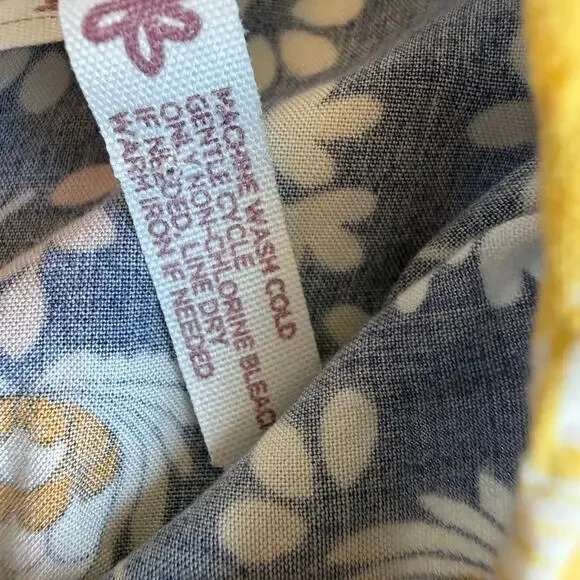 MACHINE WASH COLD
GENTLE CYCLE
ONLY NON-CHLORINE BLEACH
IF NEEDED LINE DRY
WARM IRON IF NEEDED